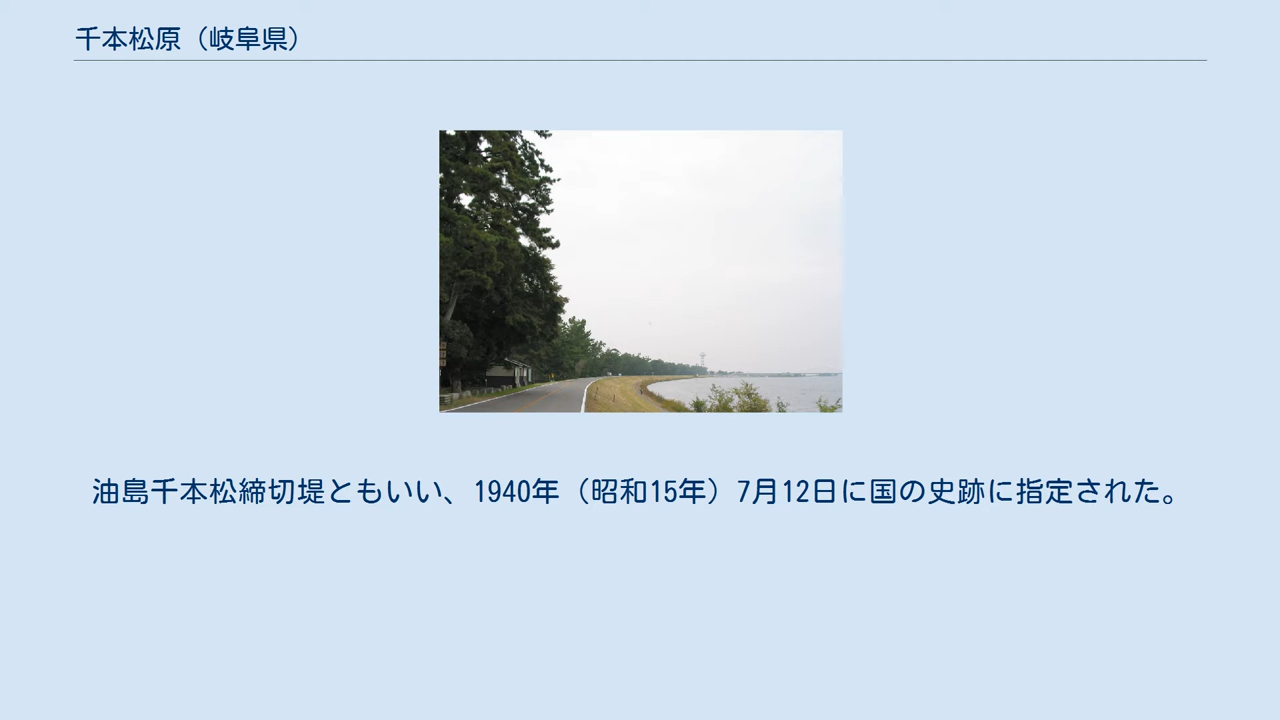 千本松原（岐阜県）
油島千本松締切堤ともいい、1940年（昭和15年）7月12日に国の史跡に指定された。